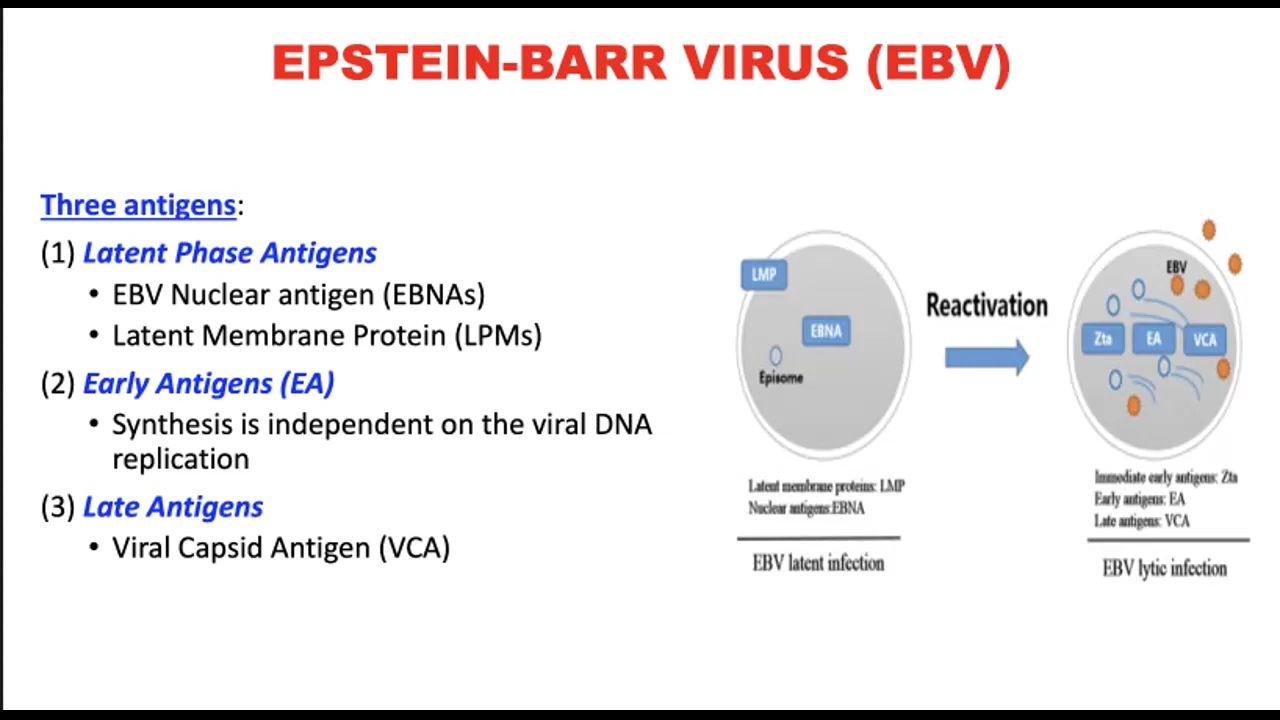 EPSTEIN-BARR VIRUS (EBV)
Three antigens:
(1) Latent Phase Antigens
• EBV Nuclear antigen (EBNAs)
• Latent Membrane Protein (LPMs)
(2) Early Antigens (EA)
• Synthesis is independent on the viral DNA
replication
(3) Late Antigens
• Viral Capsid Antigen (VCA)
LMP
EBNA
Episome
Latent membrane proteins: LMP
Nuclear antigens:EBNA
EBV latent infection
Reactivation
EBV
Zta
EA
VCA
Immediate early antigens: Zta
Early antigens: EA
Late antigens: VCA
EBV lytic infection